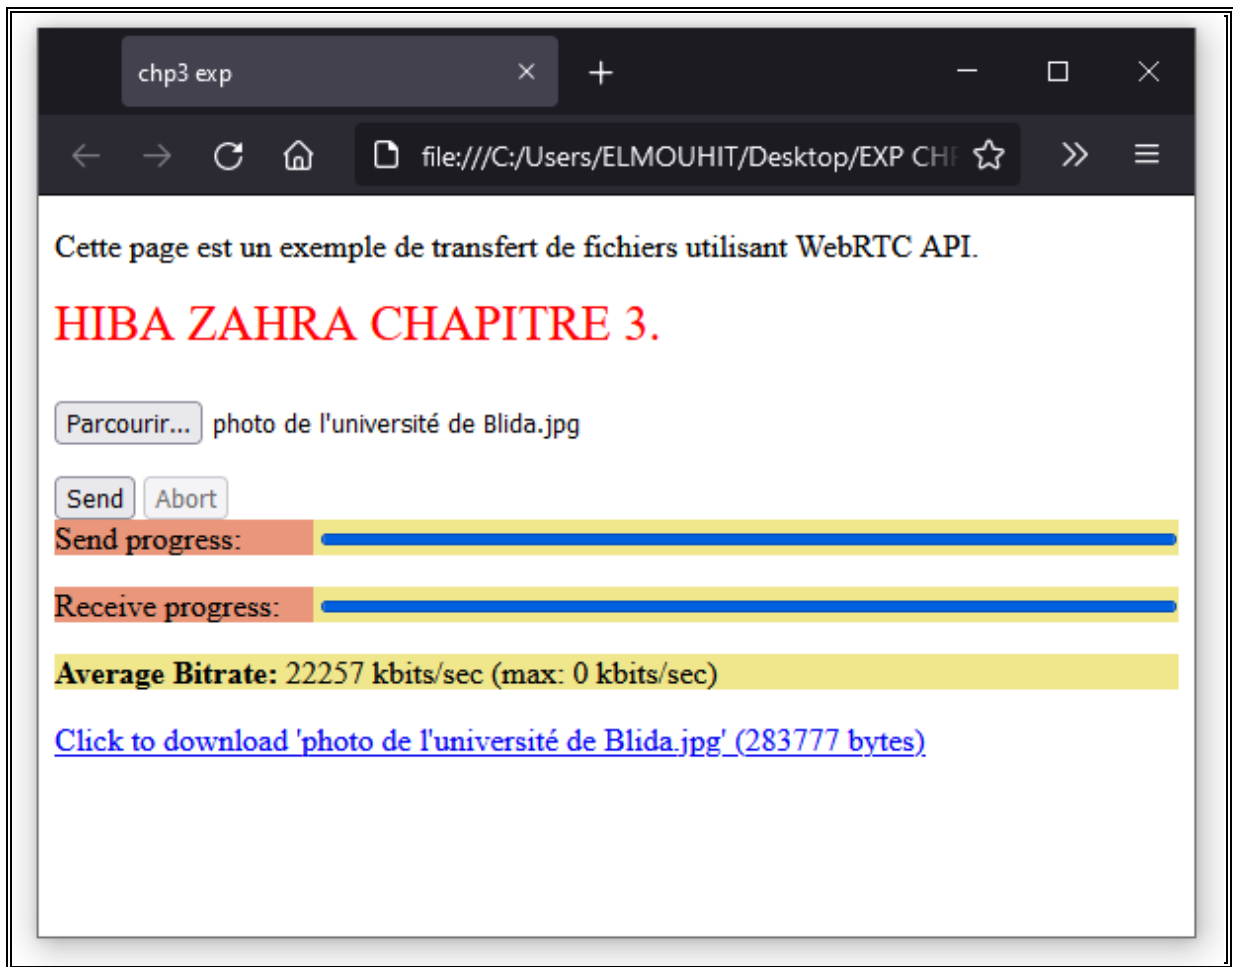 chp3 exp
file:///C:/Users/ELMOUHIT/Desktop/EXP CH
Cette page est un exemple de transfert de fichiers utilisant WebRTC API.
HIBA ZAHRA CHAPITRE 3.
Parcourir... photo de l'université de Blida.jpg
Send Abort
Send progress:
Receive progress:
Average Bitrate: 22257 kbits/sec (max: 0 kbits/sec)
Click to download 'photo de l'université de Blida.jpg' (283777 bytes)